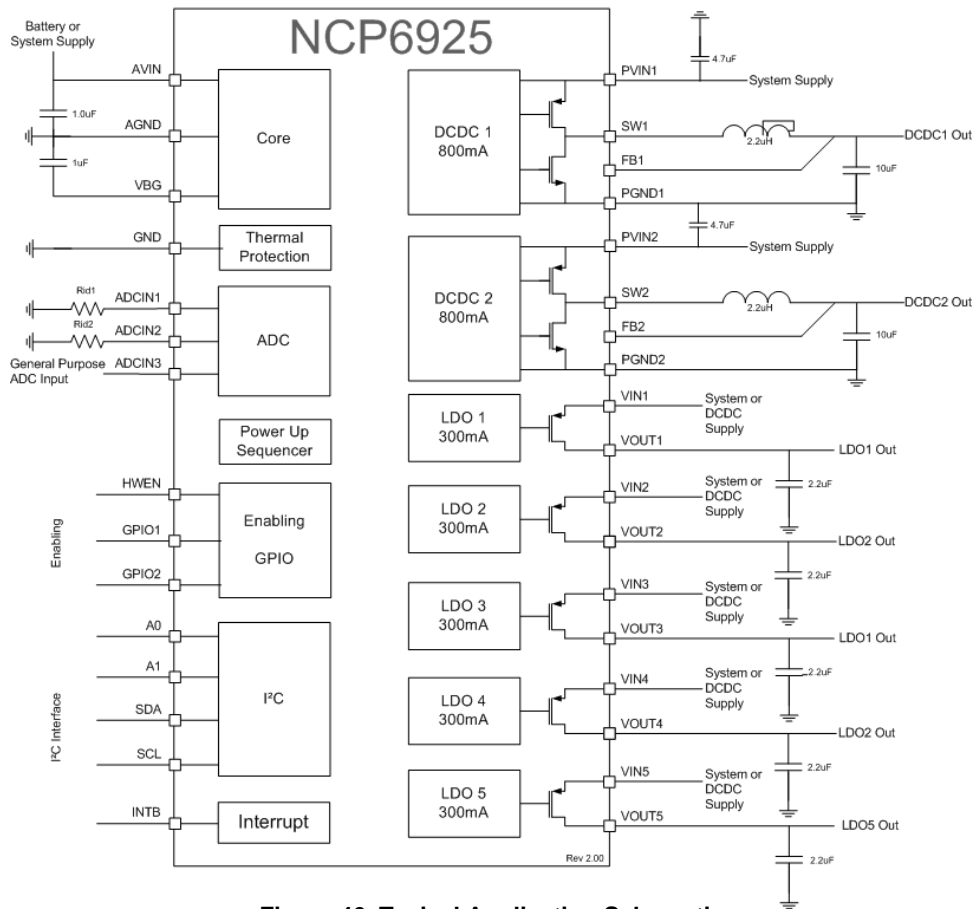 NCP6925
Battery or
System Supply
AVIN
1.0uF
AGND
1uF
VBG
Core
GND
Thermal
Protection
Rid1
ADCIN1
Rid2
ADCIN2
General Purpose
ADC Input
ADCIN3
ADC
Power Up
Sequencer
Enabling
HWEN
GPIO1
GPIO2
Enabling
GPIO
I²C Interface
A0
A1
SDA
SCL
I²C
INTB
Interrupt
DCDC 1
800mA
PVIN1
4.7uF
System Supply
SW1
2.2uH
DCDC1 Out
FB1
10uF
PGND1
4.7uF
DCDC 2
800mA
PVIN2
System Supply
SW2
2.2uH
DCDC2 Out
FB2
10uF
PGND2
LDO 1
300mA
VIN1
System or
DCDC
Supply
VOUT1
LDO1 Out
2.2uF
LDO 2
300mA
VIN2
System or
DCDC
Supply
VOUT2
LDO2 Out
2.2uF
LDO 3
300mA
VIN3
System or
DCDC
Supply
VOUT3
LDO1 Out
2.2uF
LDO 4
300mA
VIN4
System or
DCDC
Supply
VOUT4
LDO2 Out
2.2uF
LDO 5
300mA
VIN5
System or
DCDC
Supply
VOUT5
LDO5 Out
2.2uF
Rev 2.00